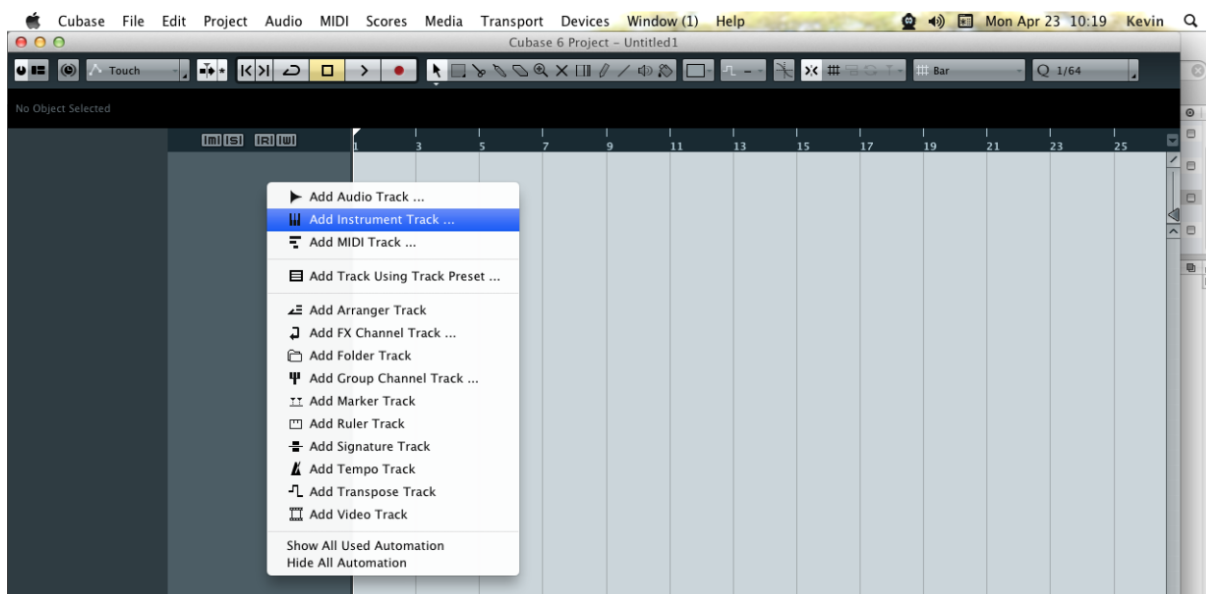 Cubase File Edit Project Audio MIDI Scores Media Transport Devices Window (1) Help Mon Apr 23 10:19 Kevin
Cubase 6 Project - Untitled1
Touch Bar Q 1/64
No Object Selected
[M] [S] [R] [W] 1 3 5 7 9 11 13 15 17 19 21 23 25
Add Audio Track ...
Add Instrument Track ...
Add MIDI Track ...
Add Track Using Track Preset ...
Add Arranger Track
Add FX Channel Track ...
Add Folder Track
Add Group Channel Track ...
Add Marker Track
Add Ruler Track
Add Signature Track
Add Tempo Track
Add Transpose Track
Add Video Track
Show All Used Automation
Hide All Automation